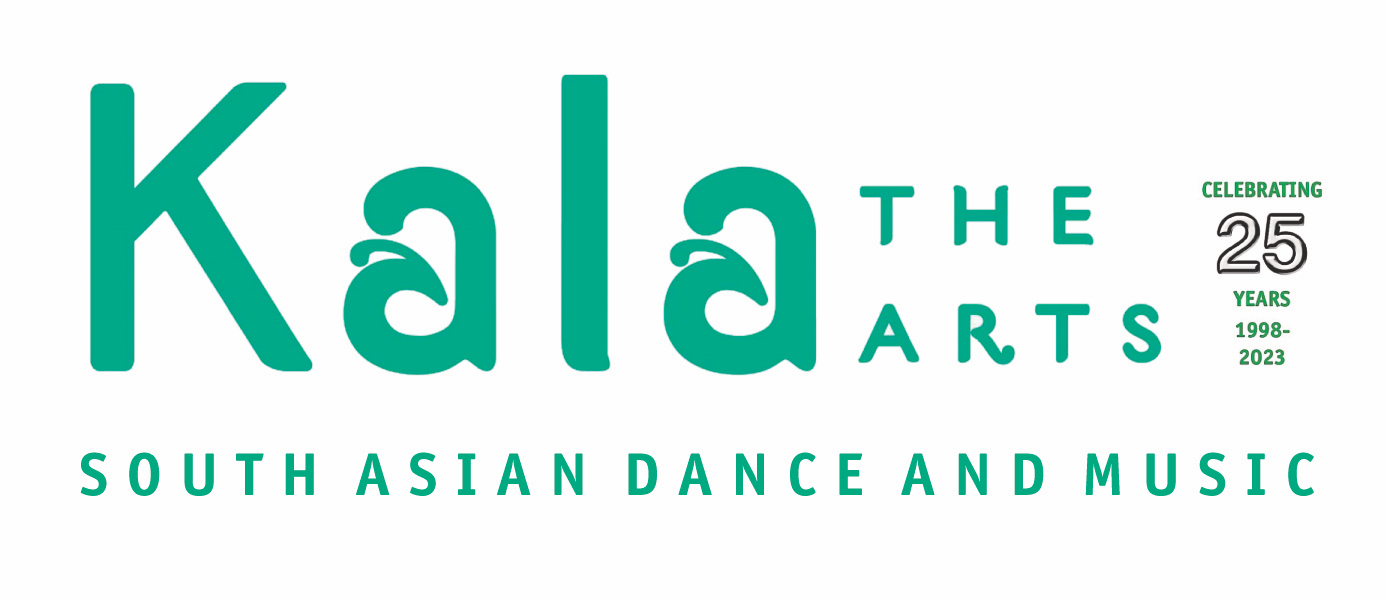 Kala
THE
ARTS
CELEBRATING
25
YEARS
1998-
2023
SOUTH ASIAN DANCE AND MUSIC